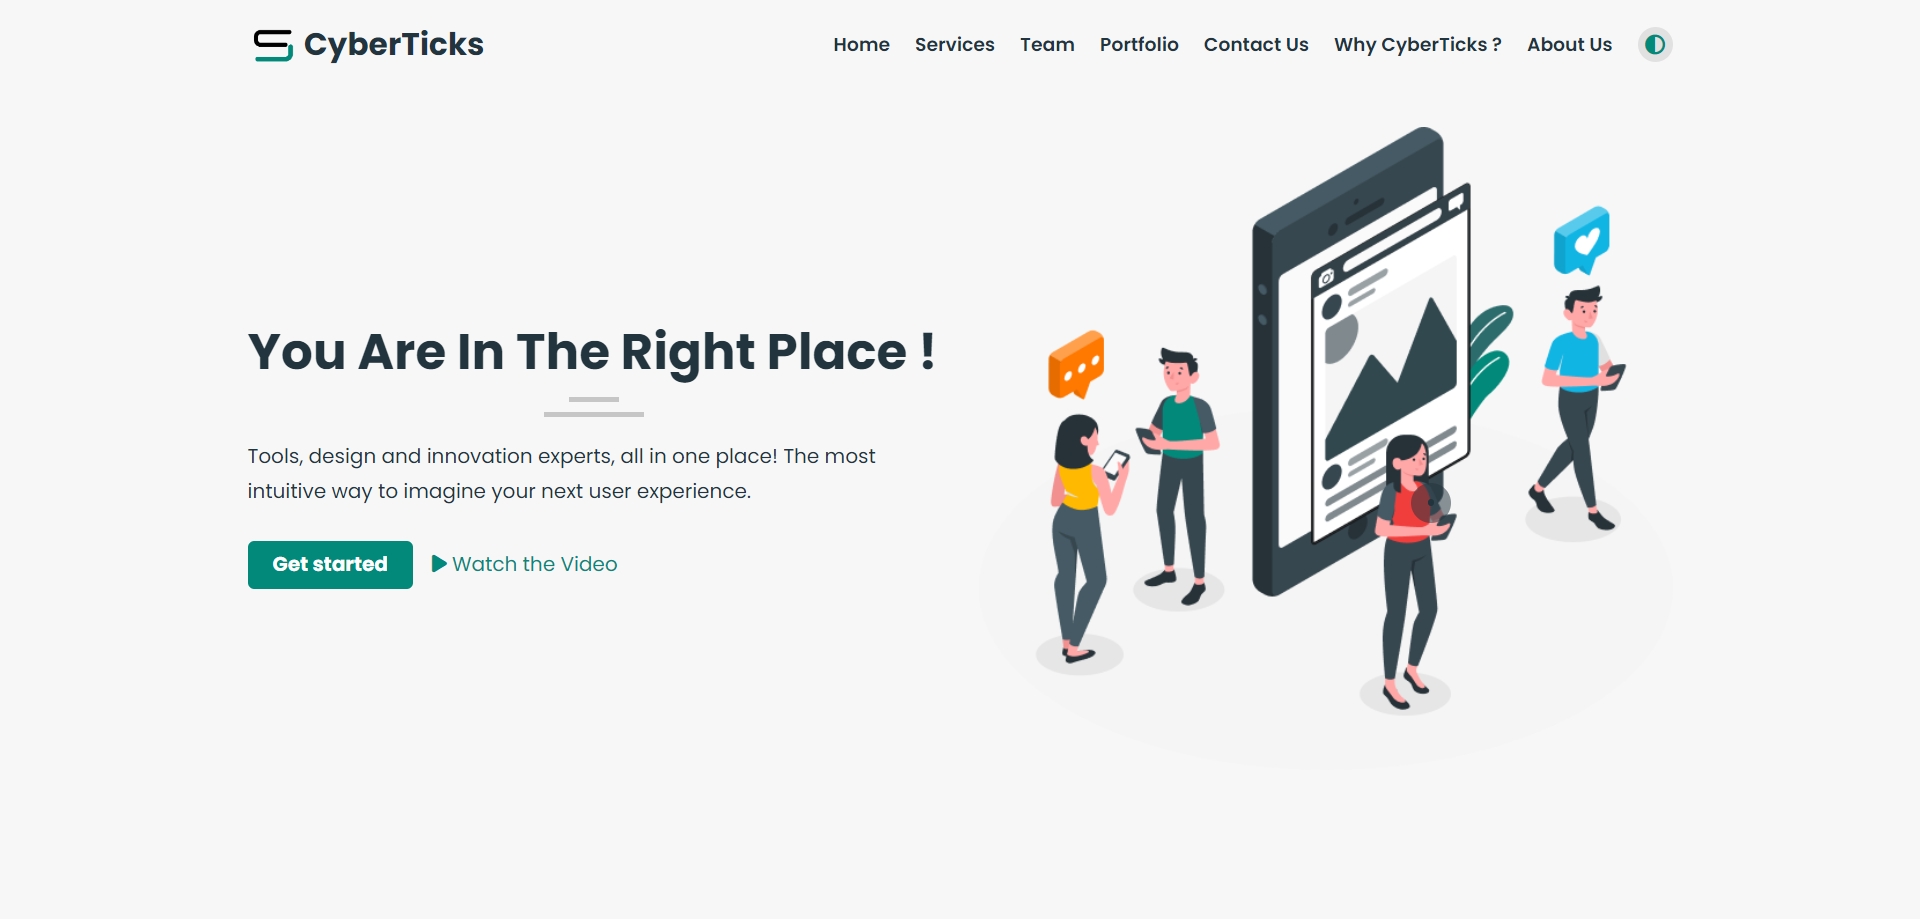 CyberTicks
Home Services Team Portfolio Contact Us Why CyberTicks ? About Us
You Are In The Right Place !
Tools, design and innovation experts, all in one place! The most
intuitive way to imagine your next user experience.
Get started Watch the Video